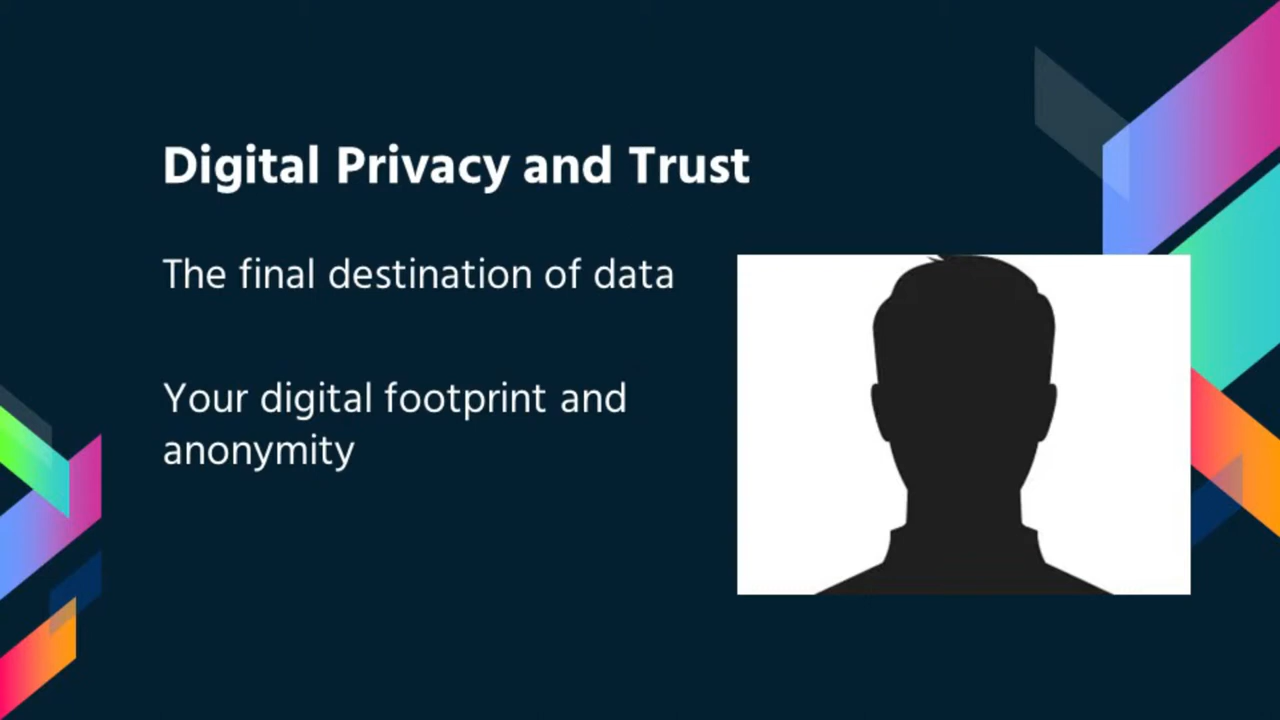 Digital Privacy and Trust
The final destination of data
Your digital footprint and
anonymity